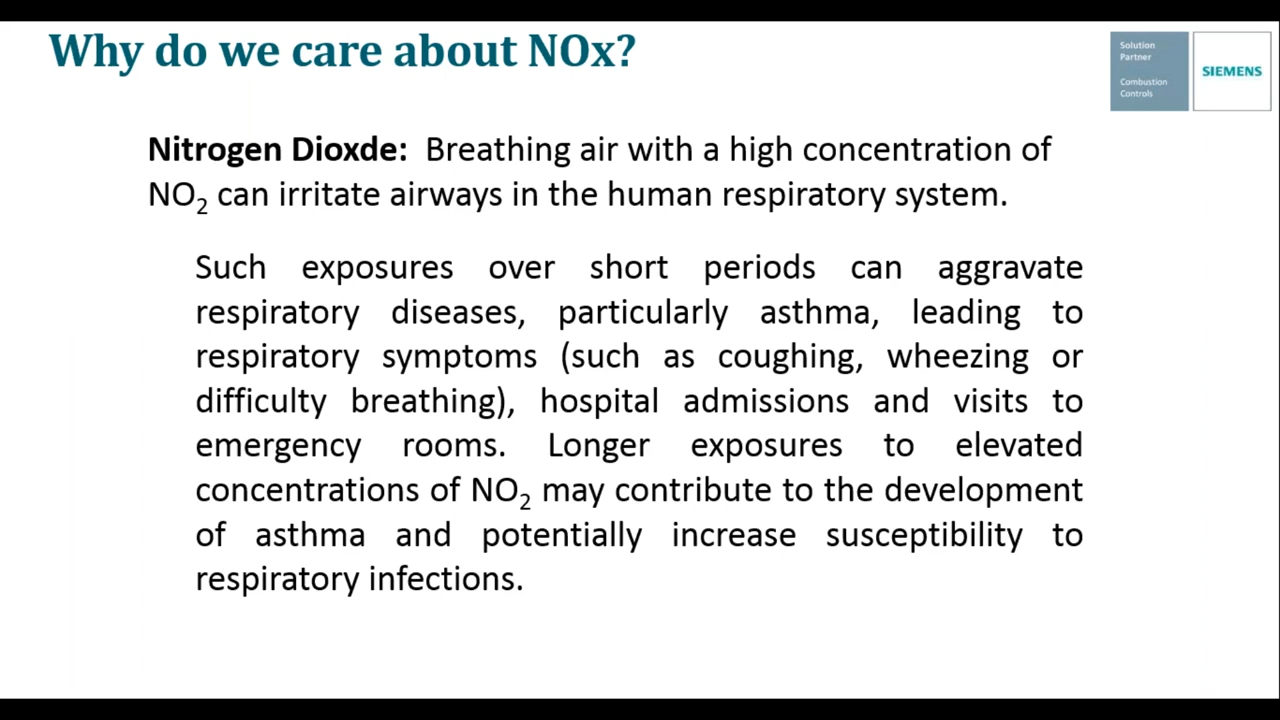 Why do we care about NOx?
Solution
Partner
Combustion
Controls
SIEMENS
Nitrogen Dioxde: Breathing air with a high concentration of
NO₂ can irritate airways in the human respiratory system.
Such exposures over short periods can aggravate
respiratory diseases, particularly asthma, leading to
respiratory symptoms (such as coughing, wheezing or
difficulty breathing), hospital admissions and visits to
emergency rooms. Longer exposures to elevated
concentrations of NO₂ may contribute to the development
of asthma and potentially increase susceptibility to
respiratory infections.